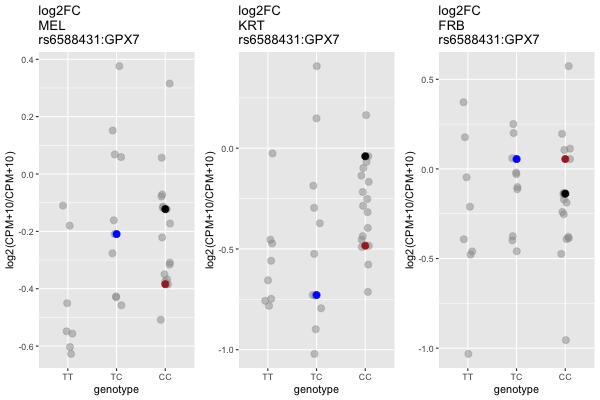 log2FC
MEL
rs6588431:GPX7
log2(CPM+10/CPM+10)
0.4
0.2
0.0
-0.2
-0.4
-0.6
TT TC CC
genotype
log2FC
KRT
rs6588431:GPX7
log2(CPM+10/CPM+10)
0.0
-0.5
-1.0
TT TC CC
genotype
log2FC
FRB
rs6588431:GPX7
log2(CPM+10/CPM+10)
0.5
0.0
-0.5
-1.0
TT TC CC
genotype